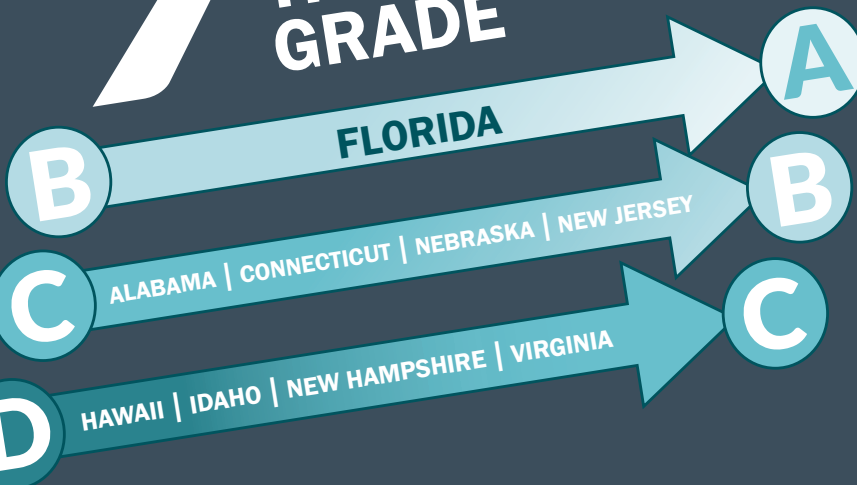 GRADE
B FLORIDA A
C ALABAMA | CONNECTICUT | NEBRASKA | NEW JERSEY B
D HAWAII | IDAHO | NEW HAMPSHIRE | VIRGINIA C